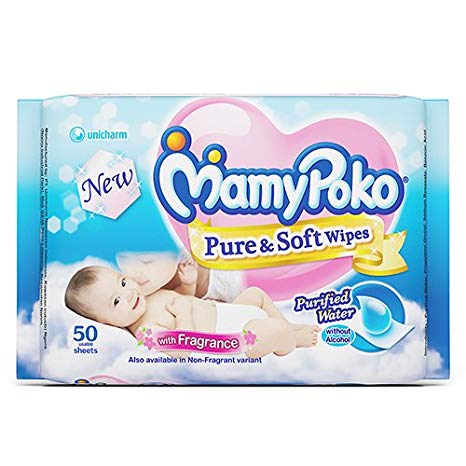 unicharm
New
MamyPoko
Pure & Soft Wipes
Purified
Water
without
Alcohol
50
usable
sheets
with Fragrance
Also available in Non-Fragrant variant